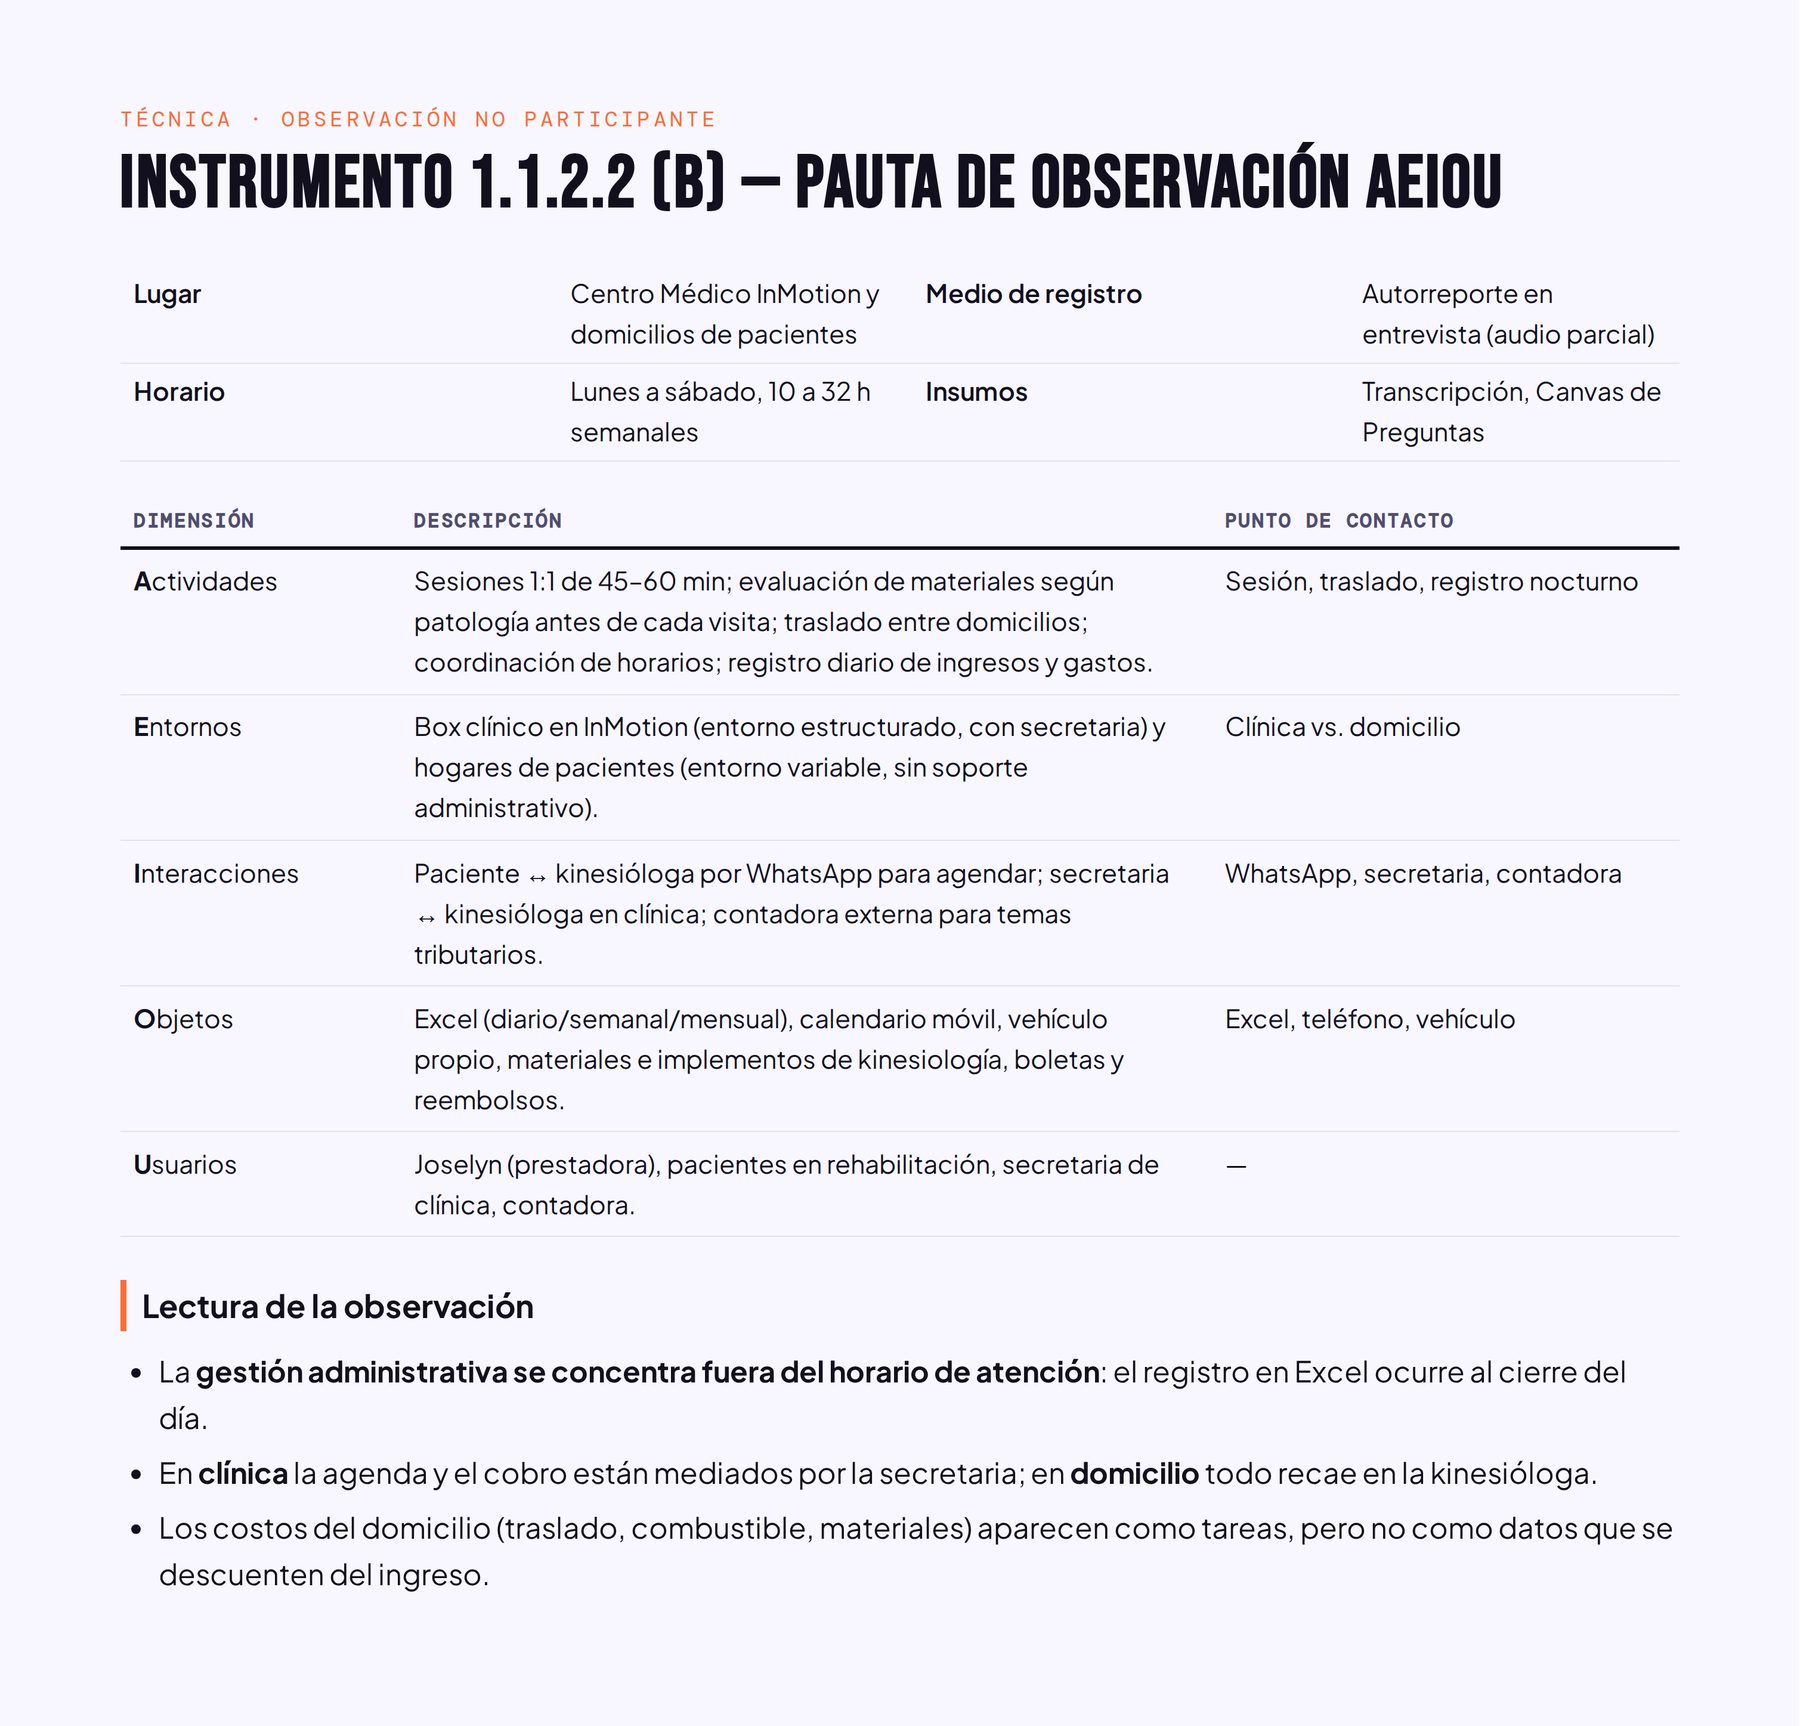 TÉCNICA · OBSERVACIÓN NO PARTICIPANTE
INSTRUMENTO 1.1.2.2 (B) — PAUTA DE OBSERVACIÓN AEIOU
Lugar
Centro Médico InMotion y
domicilios de pacientes
Medio de registro
Autorreporte en
entrevista (audio parcial)
Horario
Lunes a sábado, 10 a 32 h
semanales
Insumos
Transcripción, Canvas de
Preguntas
DIMENSIÓN DESCRIPCIÓN PUNTO DE CONTACTO
Actividades
Sesiones 1:1 de 45–60 min; evaluación de materiales según
patología antes de cada visita; traslado entre domicilios;
coordinación de horarios; registro diario de ingresos y gastos.
Sesión, traslado, registro nocturno
Entornos
Box clínico en InMotion (entorno estructurado, con secretaria) y
hogares de pacientes (entorno variable, sin soporte
administrativo).
Clínica vs. domicilio
Interacciones
Paciente ↔ kinesióloga por WhatsApp para agendar; secretaria
↔ kinesióloga en clínica; contadora externa para temas
tributarios.
WhatsApp, secretaria, contadora
Objetos
Excel (diario/semanal/mensual), calendario móvil, vehículo
propio, materiales e implementos de kinesiología, boletas y
reembolsos.
Excel, teléfono, vehículo
Usuarios
Joselyn (prestadora), pacientes en rehabilitación, secretaria de
clínica, contadora.
—
Lectura de la observación
• La gestión administrativa se concentra fuera del horario de atención: el registro en Excel ocurre al cierre del
día.
• En clínica la agenda y el cobro están mediados por la secretaria; en domicilio todo recae en la kinesióloga.
• Los costos del domicilio (traslado, combustible, materiales) aparecen como tareas, pero no como datos que se
descuenten del ingreso.